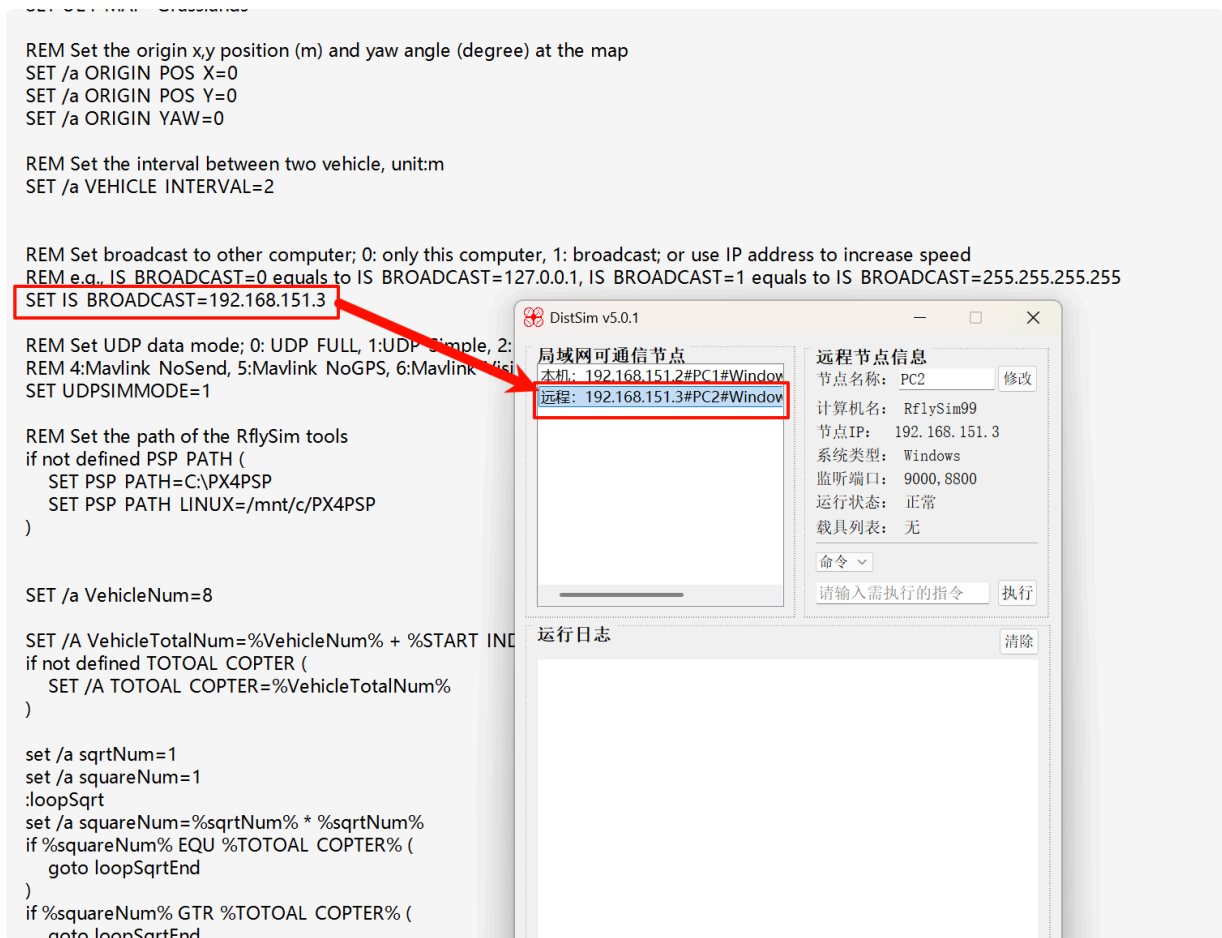 REM Set the origin x,y position (m) and yaw angle (degree) at the map
SET /a ORIGIN POS X=0
SET /a ORIGIN POS Y=0
SET /a ORIGIN YAW=0
REM Set the interval between two vehicle, unit:m
SET /a VEHICLE INTERVAL=2
REM Set broadcast to other computer; 0: only this computer, 1: broadcast; or use IP address to increase speed
REM e.g., IS BROADCAST=0 equals to IS BROADCAST=127.0.0.1, IS BROADCAST=1 equals to IS BROADCAST=255.255.255.255
SET IS BROADCAST=192.168.151.3
REM Set UDP data mode; 0: UDP FULL, 1:UDP Simple, 2:
REM 4:Mavlink NoSend, 5:Mavlink NoGPS, 6:Mavlink Visi
SET UDPSIMMODE=1
REM Set the path of the RflySim tools
if not defined PSP PATH (
SET PSP PATH=C:\PX4PSP
SET PSP PATH LINUX=/mnt/c/PX4PSP
)
SET /a VehicleNum=8
SET /A VehicleTotalNum=%VehicleNum% + %START IND
if not defined TOTOAL COPTER (
SET /A TOTOAL COPTER=%VehicleTotalNum%
)
set /a sqrtNum=1
set /a squareNum=1
:loopSqrt
set /a squareNum=%sqrtNum% * %sqrtNum%
if %squareNum% EQU %TOTOAL COPTER% (
goto loopSqrtEnd
)
if %squareNum% GTR %TOTOAL COPTER% (
goto loopSqrtEnd
DistSim v5.0.1
局域网可通信节点
本机：192.168.151.2#PC1#Window
远程：192.168.151.3#PC2#Window
远程节点信息
节点名称： PC2 修改
计算机名： RflySim99
节点IP： 192.168.151.3
系统类型： Windows
监听端口： 9000,8800
运行状态： 正常
载具列表： 无
命令
请输入需执行的指令 执行
运行日志 清除